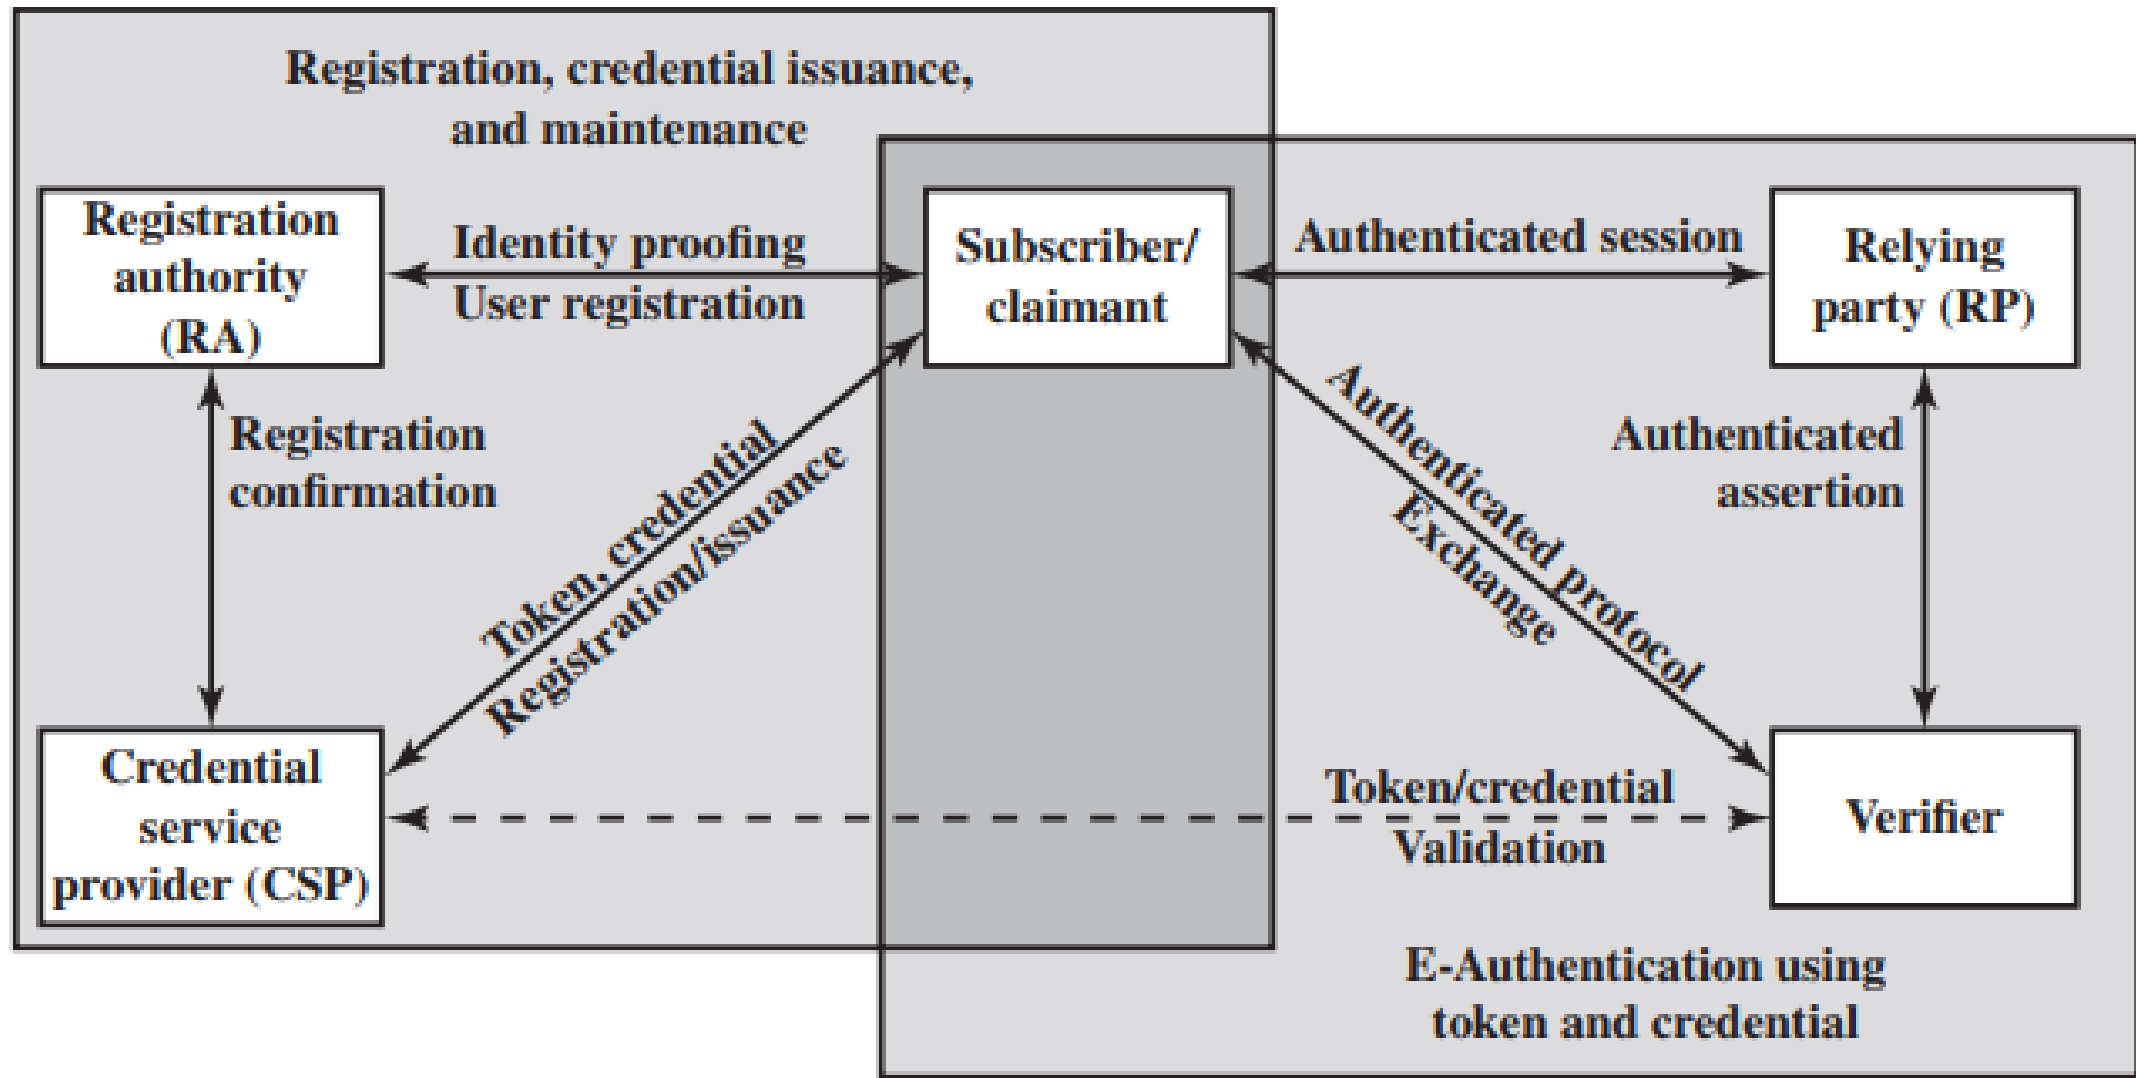 Registration, credential issuance,
and maintenance
Registration
authority
(RA)
Identity proofing
User registration
Subscriber/
claimant
Authenticated session
Relying
party (RP)
Registration
confirmation
Token, credential
Registration/issuance
Authenticated protocol
Exchange
Authenticated
assertion
Credential
service
provider (CSP)
Token/credential
Validation
Verifier
E-Authentication using
token and credential